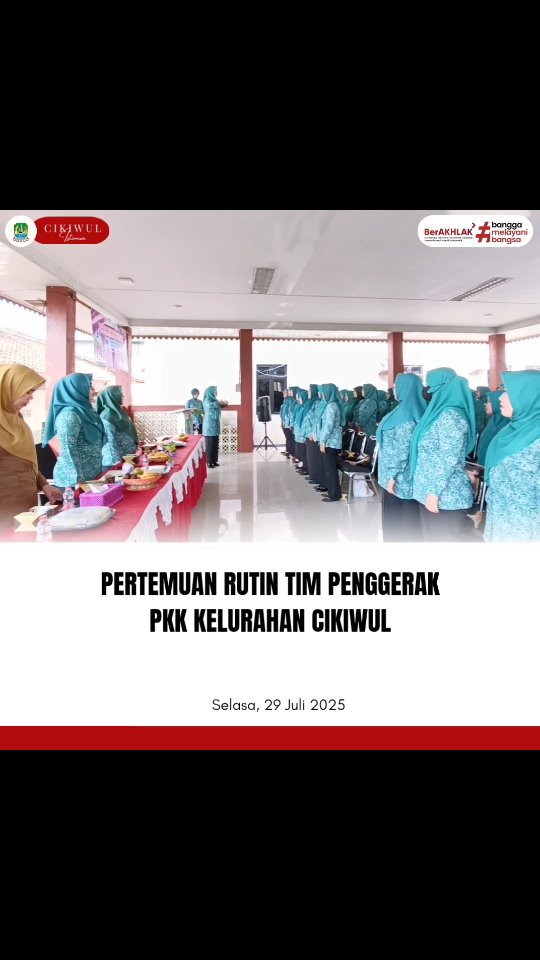 CIKIWUL
BerAKHLAK
#bangga
melayani
bangsa
PERTEMUAN RUTIN TIM PENGGERAK
PKK KELURAHAN CIKIWUL
Selasa, 29 Juli 2025